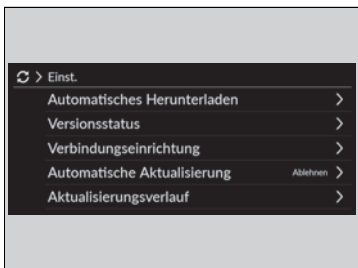 Einst.
Automatisches Herunterladen
Versionsstatus
Verbindungseinrichtung
Automatische Aktualisierung Ablehnen
Aktualisierungsverlauf